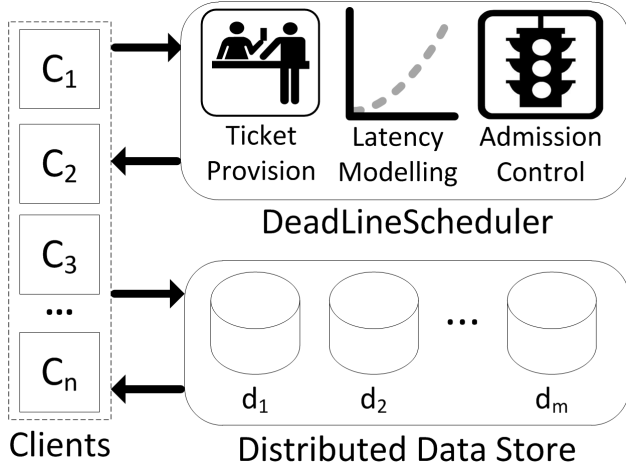 C₁
C₂
C₃
...
Cₙ
Clients
Ticket Provision
Latency Modelling
Admission Control
DeadLineScheduler
...
d₁
d₂
dₘ
Distributed Data Store